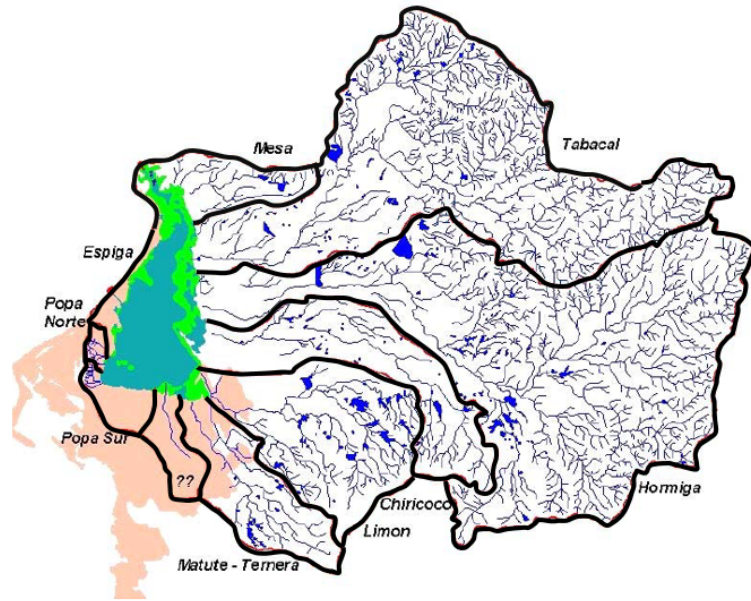 Mesa
Tabacal
Espiga
Popa
Norte
Popa Sur
??
Chiricoco
Limon
Hormiga
Matute - Ternera